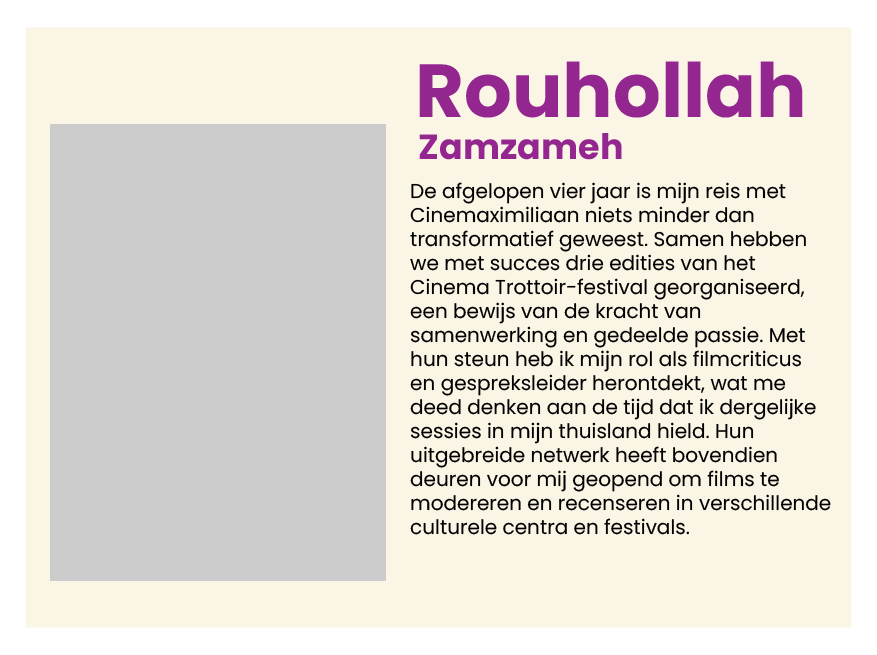 Rouhollah
Zamzameh
De afgelopen vier jaar is mijn reis met
Cinemaximiliaan niets minder dan
transformatief geweest. Samen hebben
we met succes drie edities van het
Cinema Trottoir-festival georganiseerd,
een bewijs van de kracht van
samenwerking en gedeelde passie. Met
hun steun heb ik mijn rol als filmcriticus
en gespreksleider herontdekt, wat me
deed denken aan de tijd dat ik dergelijke
sessies in mijn thuisland hield. Hun
uitgebreide netwerk heeft bovendien
deuren voor mij geopend om films te
modereren en recenseren in verschillende
culturele centra en festivals.